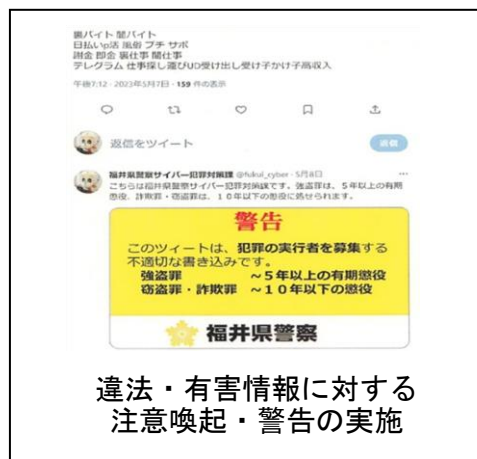 裏バイト 闇バイト
日払いp活 風俗 プチ サポ
謝金 即金 裏仕事 闇仕事
テレグラム 仕事探し 運びUD受け出し受け子かけ子高収入
午後7:12・2023年5月7日・159 件の表示
返信をツイート
返信
福井県警察サイバー犯罪対策課 @fukui_cyber・5月8日
こちらは福井県警察サイバー犯罪対策課です。強盗罪は、５年以上の有期
懲役、詐欺罪・窃盗罪は、１０年以下の懲役に処せられます。
警告
このツィートは、犯罪の実行者を募集する
不適切な書き込みです。
強盗罪　　　～５年以上の有期懲役
窃盗罪・詐欺罪　～１０年以下の懲役
福井県警察
違法・有害情報に対する
注意喚起・警告の実施